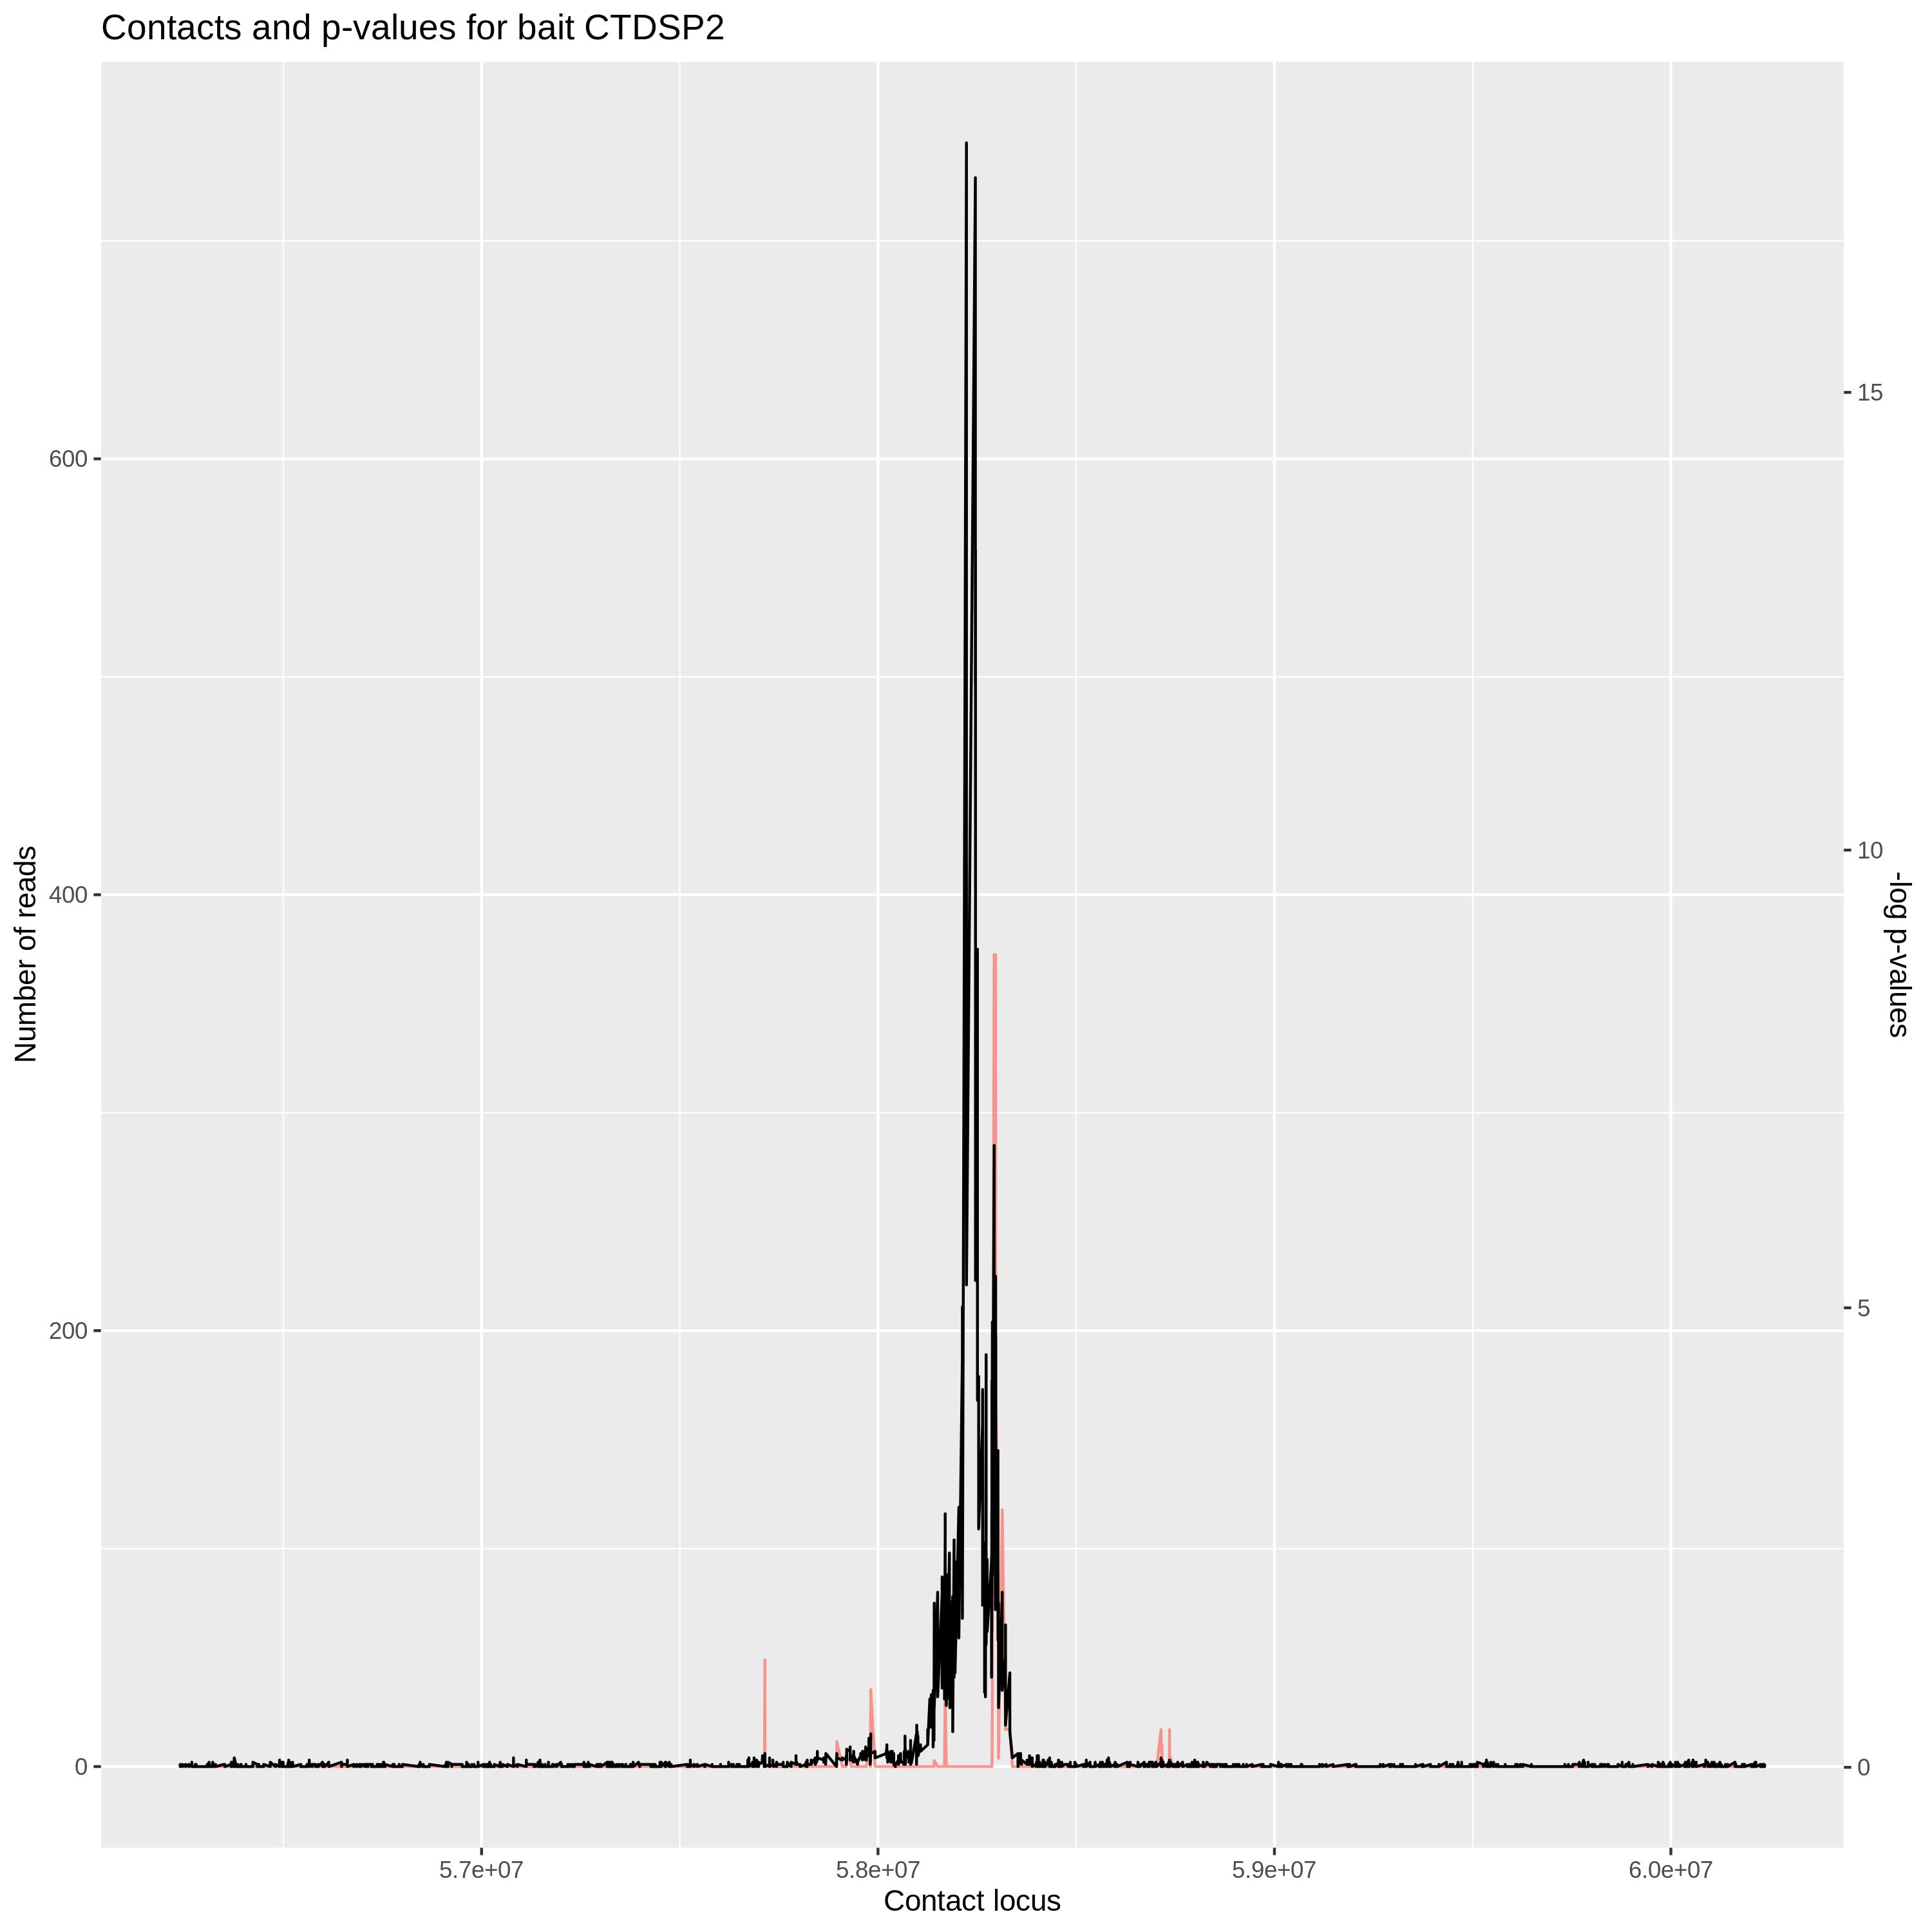 Contacts and p-values for bait CTDSP2
Number of reads
600
400
200
0
15
10
5
0
-log p-values
5.7e+07
5.8e+07
5.9e+07
6.0e+07
Contact locus